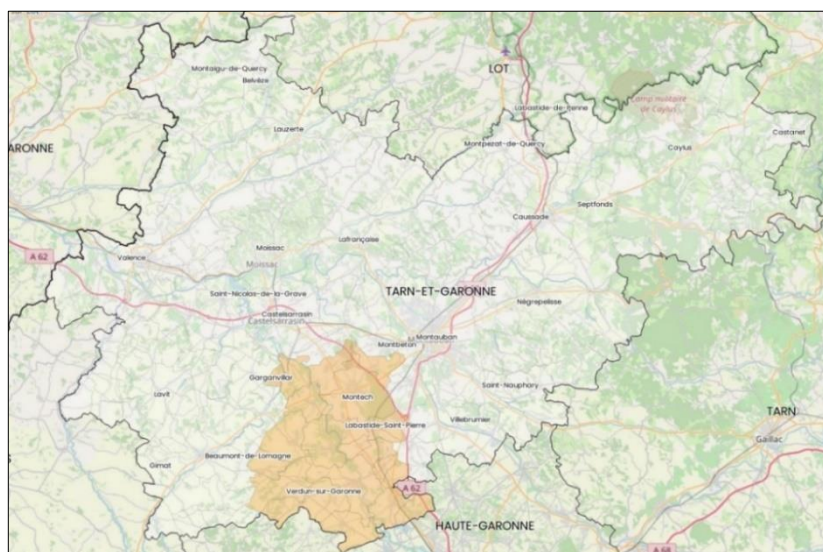 Montaigu-de-Quercy
Belvèze
LOT
Camp militaire
de Caylus
Labastide-de-Penne
Lauzerte
Castanet
Montpezat-de-Quercy
Caylus
ARONNE
Septfonds
Caussade
Lafrançaise
Moissac
Moissac
A 62
Valence
TARN-ET-GARONNE
Saint-Nicolas-de-la-Grave
Nègrepelisse
Castelsarrasin
Castelsarrasin
Montauban
Montbeton
Garganvillar
Saint-Nauphary
Lavit
Montech
TARN
Labastide-Saint-Pierre
Villebrumier
Gaillac
Beaumont-de-Lomagne
Gimat
Verdun-sur-Garonne
A 62
HAUTE-GARONNE
A 68